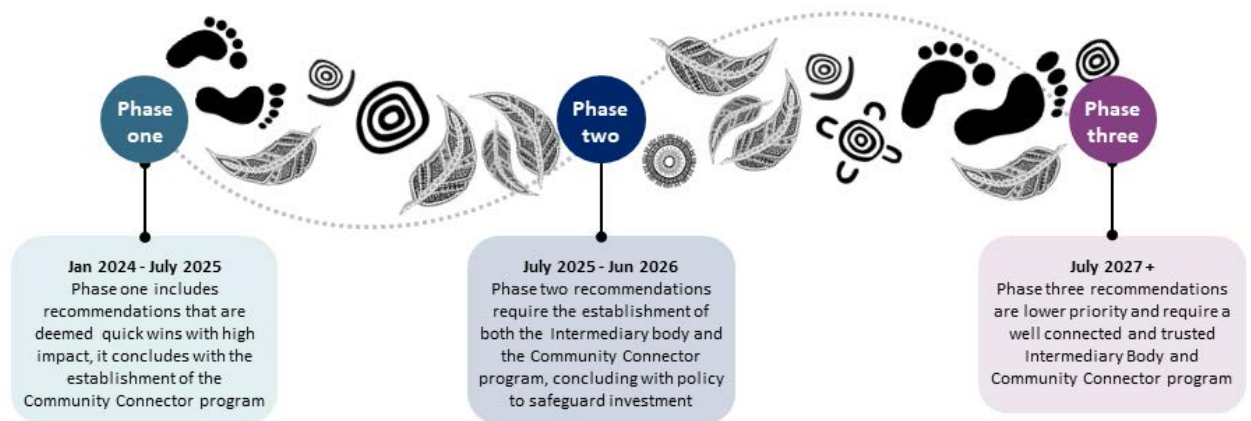 Phase
one
Phase
two
Phase
three
Jan 2024 - July 2025
Phase one includes
recommendations that are
deemed quick wins with high
impact, it concludes with the
establishment of the
Community Connector program
July 2025 - Jun 2026
Phase two recommendations
require the establishment of
both the Intermediary body and
the Community Connector
program, concluding with policy
to safeguard investment
July 2027 +
Phase three recommendations
are lower priority and require a
well connected and trusted
Intermediary Body and
Community Connector program